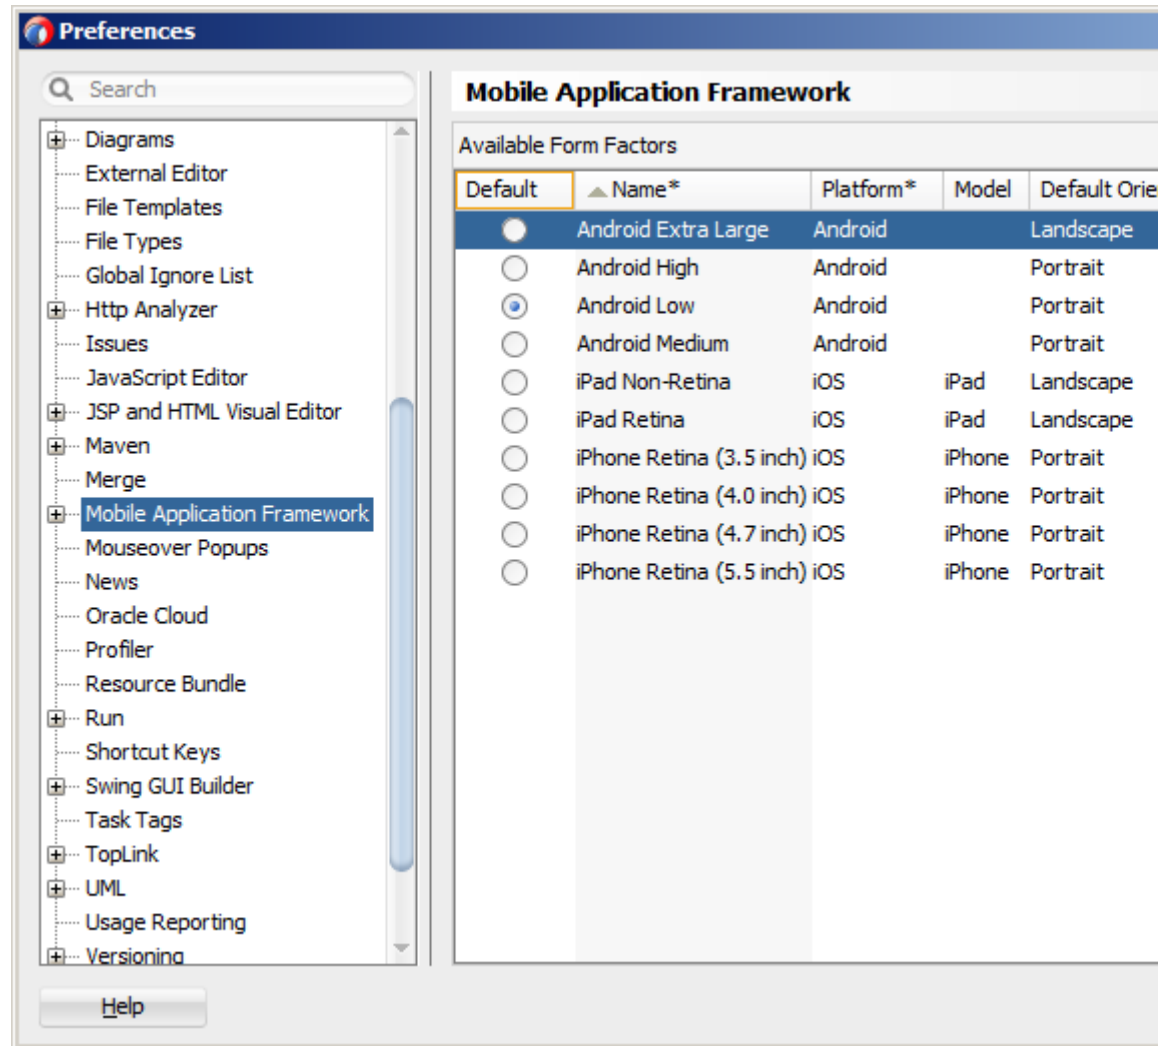 Preferences
Search
Diagrams
External Editor
File Templates
File Types
Global Ignore List
Http Analyzer
Issues
JavaScript Editor
JSP and HTML Visual Editor
Maven
Merge
Mobile Application Framework
Mouseover Popups
News
Oracle Cloud
Profiler
Resource Bundle
Run
Shortcut Keys
Swing GUI Builder
Task Tags
TopLink
UML
Usage Reporting
Versioning
Help
Mobile Application Framework
Available Form Factors
Default Name* Platform* Model Default Orie
Android Extra Large Android Landscape
Android High Android Portrait
Android Low Android Portrait
Android Medium Android Portrait
iPad Non-Retina iOS iPad Landscape
iPad Retina iOS iPad Landscape
iPhone Retina (3.5 inch) iOS iPhone Portrait
iPhone Retina (4.0 inch) iOS iPhone Portrait
iPhone Retina (4.7 inch) iOS iPhone Portrait
iPhone Retina (5.5 inch) iOS iPhone Portrait